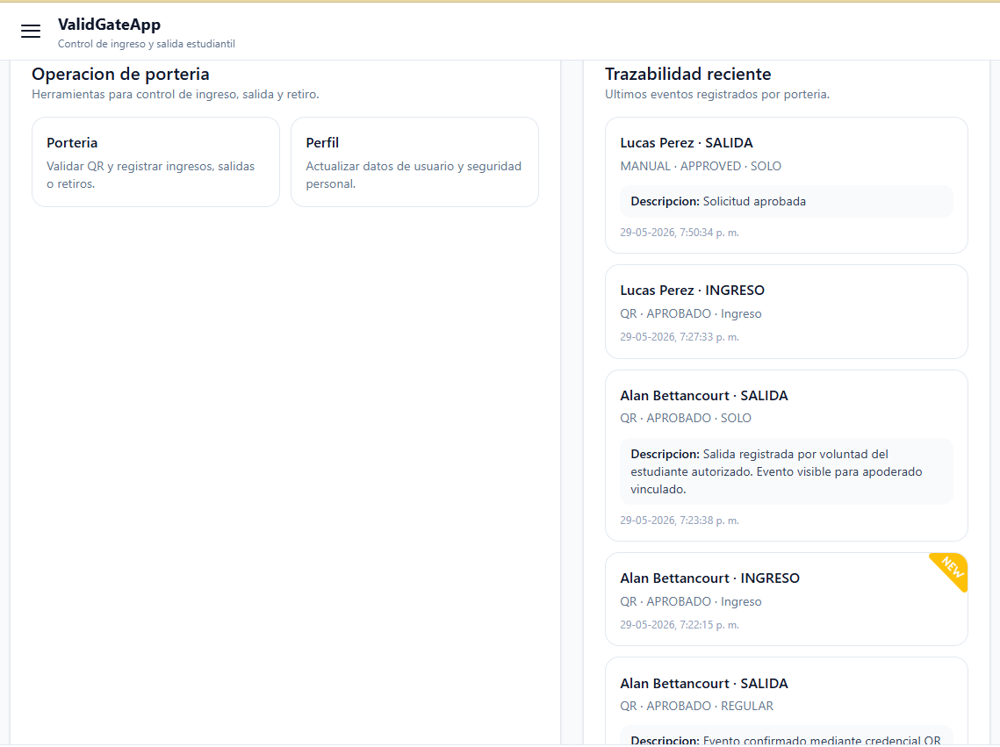 ValidGateApp
Control de ingreso y salida estudiantil
Operacion de porteria
Herramientas para control de ingreso, salida y retiro.
Porteria
Validar QR y registrar ingresos, salidas
o retiros.
Perfil
Actualizar datos de usuario y seguridad
personal.
Trazabilidad reciente
Ultimos eventos registrados por porteria.
Lucas Perez · SALIDA
MANUAL · APPROVED · SOLO
Descripcion: Solicitud aprobada
29-05-2026, 7:50:34 p. m.
Lucas Perez · INGRESO
QR · APROBADO · Ingreso
29-05-2026, 7:27:33 p. m.
Alan Bettancourt · SALIDA
QR · APROBADO · SOLO
Descripcion: Salida registrada por voluntad del
estudiante autorizado. Evento visible para apoderado
vinculado.
29-05-2026, 7:23:38 p. m.
NEW
Alan Bettancourt · INGRESO
QR · APROBADO · Ingreso
29-05-2026, 7:22:15 p. m.
Alan Bettancourt · SALIDA
QR · APROBADO · REGULAR
Descripcion: Evento confirmado mediante credencial QR